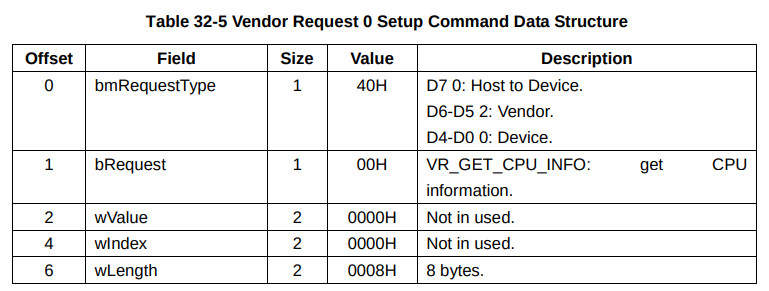 Table 32-5 Vendor Request 0 Setup Command Data Structure
Offset Field Size Value Description
0 bmRequestType 1 40H D7 0: Host to Device.
D6-D5 2: Vendor.
D4-D0 0: Device.
1 bRequest 1 00H VR_GET_CPU_INFO: get CPU
information.
2 wValue 2 0000H Not in used.
4 wIndex 2 0000H Not in used.
6 wLength 2 0008H 8 bytes.